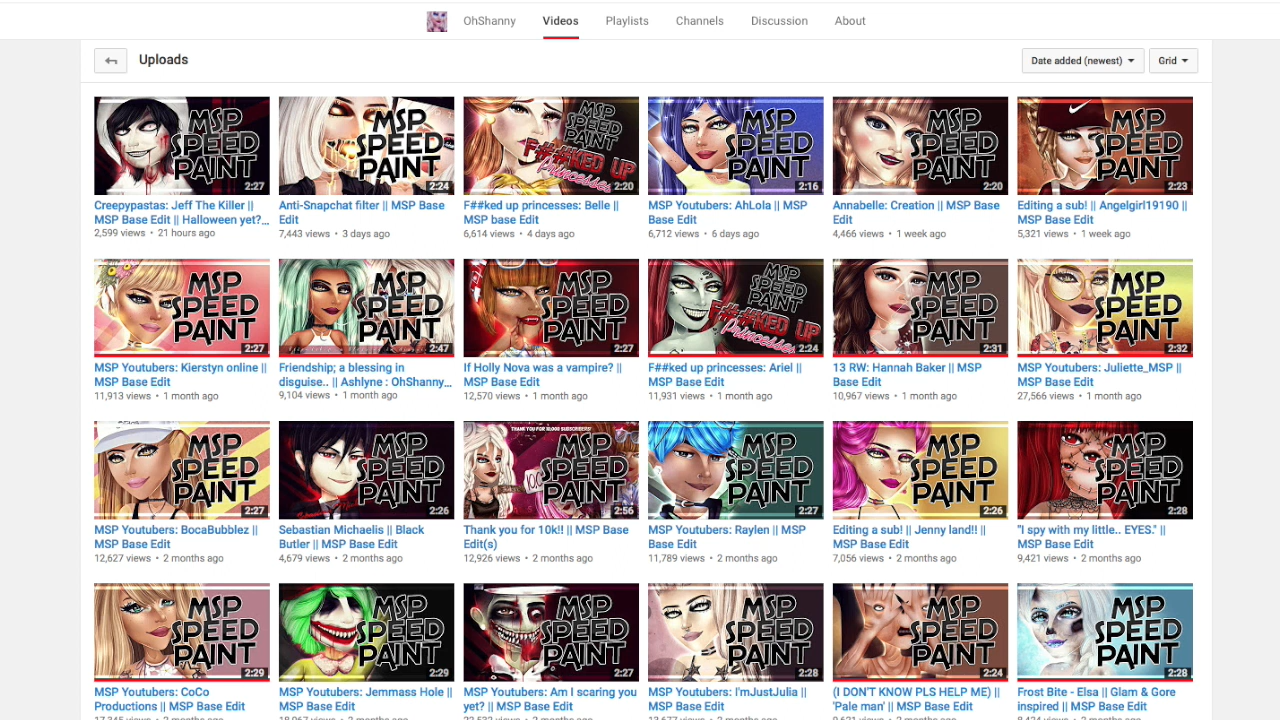 OhShanny Videos Playlists Channels Discussion About
Uploads
Date added (newest) Grid
MSP SPEED PAINT 2:27
MSP SPEED PAINT 2:24
MSP SPEED PAINT F##KED UP Princesses 2:20
MSP SPEED PAINT 2:16
MSP SPEED PAINT 2:20
MSP SPEED PAINT 2:23
Creepypastas: Jeff The Killer || MSP Base Edit || Halloween yet?...
2,599 views • 21 hours ago
Anti-Snapchat filter || MSP Base Edit
7,443 views • 3 days ago
F##ked up princesses: Belle || MSP base Edit
6,614 views • 4 days ago
MSP Youtubers: AhLola || MSP Base Edit
6,712 views • 6 days ago
Annabelle: Creation || MSP Base Edit
4,466 views • 1 week ago
Editing a sub! || Angelgirl19190 || MSP Base Edit
5,321 views • 1 week ago
MSP SPEED PAINT 2:27
MSP SPEED PAINT 2:47
MSP SPEED PAINT 2:27
MSP SPEED PAINT F##KED UP Princesses 2:24
MSP SPEED PAINT 2:31
MSP SPEED PAINT 2:32
MSP Youtubers: Kierstyn online || MSP Base Edit
11,913 views • 1 month ago
Friendship; a blessing in disguise.. || Ashlyne : OhShanny...
9,104 views • 1 month ago
If Holly Nova was a vampire? || MSP Base Edit
12,570 views • 1 month ago
F##ked up princesses: Ariel || MSP Base Edit
11,931 views • 1 month ago
13 RW: Hannah Baker || MSP Base Edit
10,967 views • 1 month ago
MSP Youtubers: Juliette_MSP || MSP Base Edit
27,566 views • 1 month ago
MSP SPEED PAINT 2:27
MSP SPEED PAINT 2:26
THANK YOU FOR 10,000 SUBSCRIBERS! 2:56
MSP SPEED PAINT 2:27
MSP SPEED PAINT 2:26
MSP SPEED PAINT 2:28
MSP Youtubers: BocaBubblez || MSP Base Edit
12,627 views • 2 months ago
Sebastian Michaelis || Black Butler || MSP Base Edit
4,679 views • 2 months ago
Thank you for 10k!! || MSP Base Edit(s)
12,926 views • 2 months ago
MSP Youtubers: Raylen || MSP Base Edit
11,789 views • 2 months ago
Editing a sub! || Jenny land!! || MSP Base Edit
7,056 views • 2 months ago
"I spy with my little.. EYES." || MSP Base Edit
9,421 views • 2 months ago
MSP SPEED PAINT 2:29
MSP SPEED PAINT 2:29
MSP SPEED PAINT 2:27
MSP SPEED PAINT 2:28
MSP SPEED PAINT 2:24
MSP SPEED PAINT 2:28
MSP Youtubers: CoCo Productions || MSP Base Edit
MSP Youtubers: Jemmass Hole || MSP Base Edit
MSP Youtubers: Am I scaring you yet? || MSP Base Edit
MSP Youtubers: I'mJustJulia || MSP Base Edit
(I DON'T KNOW PLS HELP ME) || 'Pale man' || MSP Base Edit
Frost Bite - Elsa || Glam & Gore inspired || MSP Base Edit